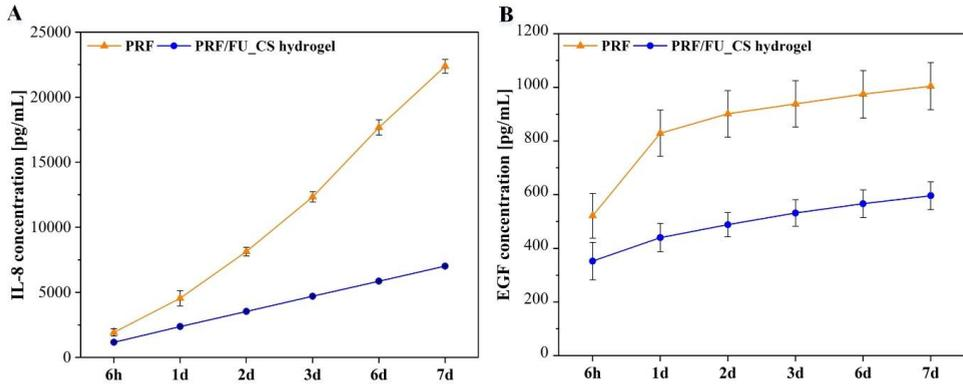 A
PRF PRF/FU_CS hydrogel
IL-8 concentration [pg/mL]
25000
20000
15000
10000
5000
0
6h 1d 2d 3d 6d 7d
B
PRF PRF/FU_CS hydrogel
EGF concentration [pg/mL]
1200
1000
800
600
400
200
0
6h 1d 2d 3d 6d 7d